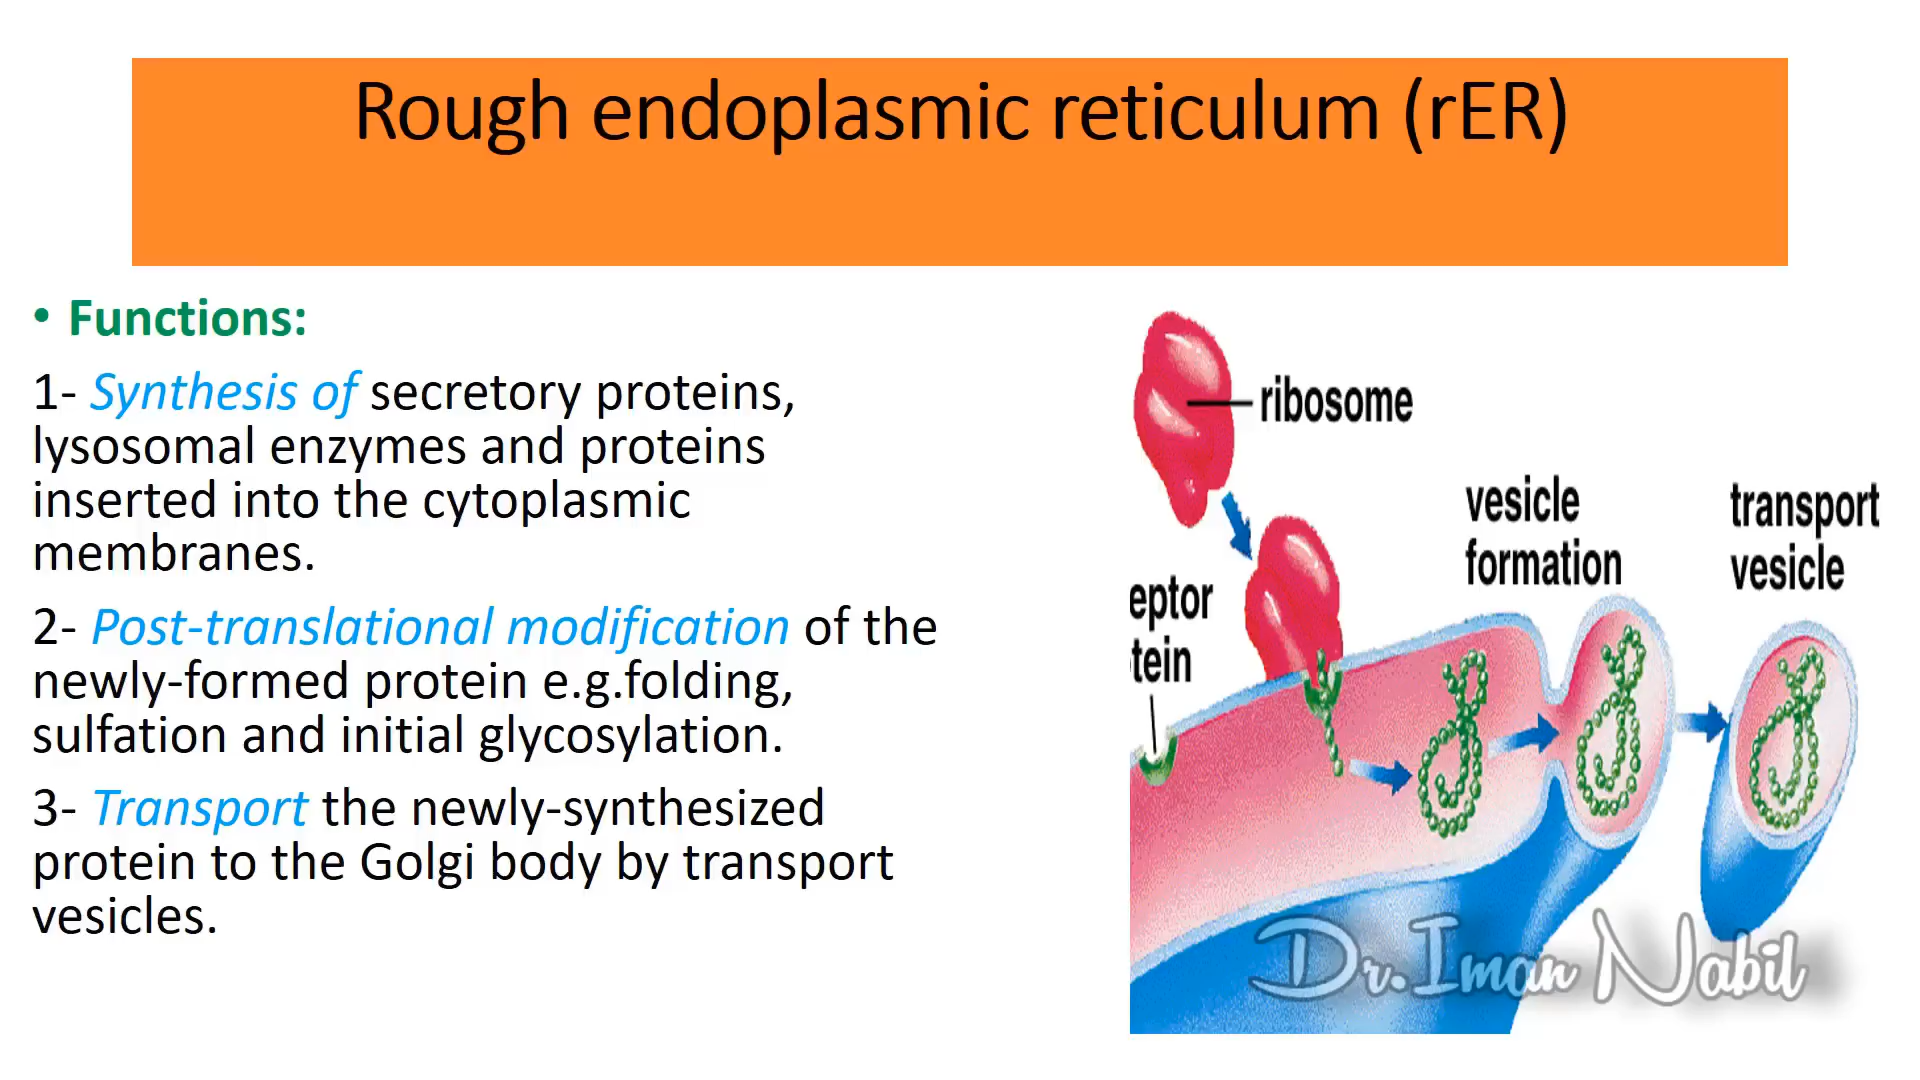 Rough endoplasmic reticulum (rER)
• Functions:
1- Synthesis of secretory proteins,
lysosomal enzymes and proteins
inserted into the cytoplasmic
membranes.
2- Post-translational modification of the
newly-formed protein e.g.folding,
sulfation and initial glycosylation.
3- Transport the newly-synthesized
protein to the Golgi body by transport
vesicles.
ribosome
vesicle
formation
transport
vesicle
eptor
tein
Dr.Iman Nabil